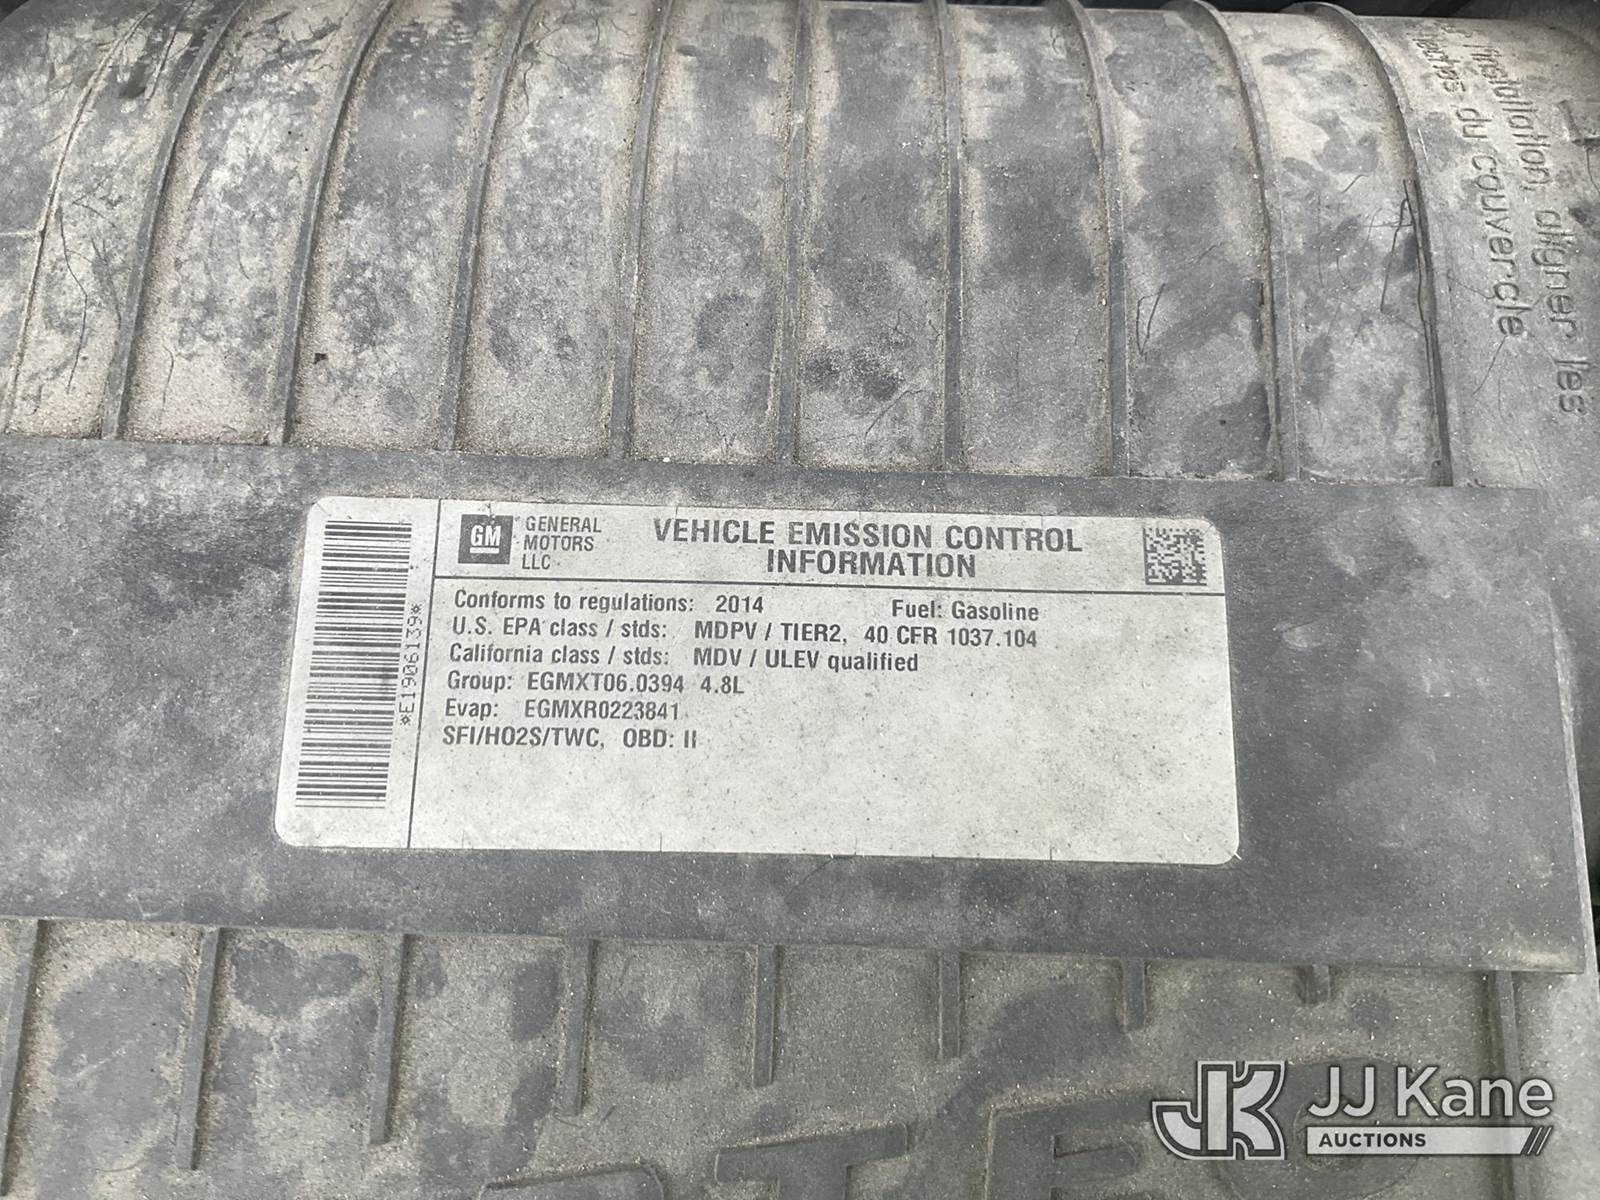 Installation, aligner les
du couvercle
GM GENERAL MOTORS LLC
VEHICLE EMISSION CONTROL
INFORMATION
Conforms to regulations: 2014 Fuel: Gasoline
U.S. EPA class / stds: MDPV / TIER2, 40 CFR 1037.104
California class / stds: MDV / ULEV qualified
Group: EGMXT06.0394 4.8L
Evap: EGMXR0223841
SFI/HO2S/TWC, OBD: II
*E1906139*
JK JJ Kane
AUCTIONS